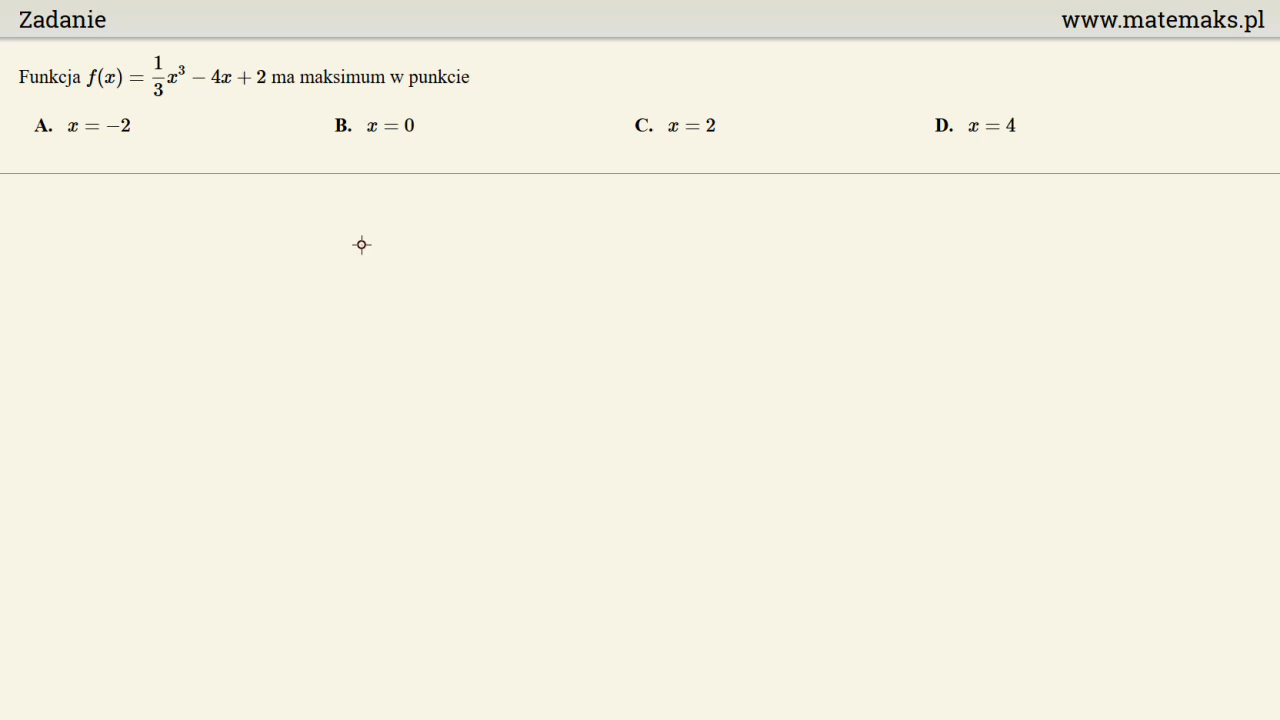 Zadanie www.matemaks.pl
Funkcja f(x) = 1/3 x³ − 4x + 2 ma maksimum w punkcie
A. x = −2 B. x = 0 C. x = 2 D. x = 4